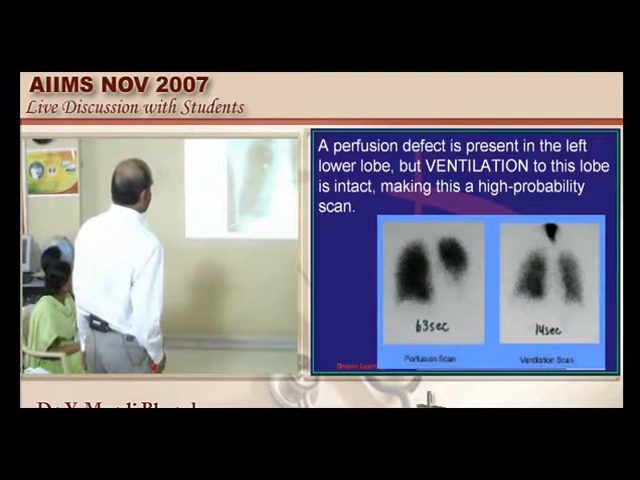 AIIMS NOV 2007
Live Discussion with Students
A perfusion defect is present in the left
lower lobe, but VENTILATION to this lobe
is intact, making this a high-probability
scan.
63sec
14sec
Perfusion Scan
Ventilation Scan